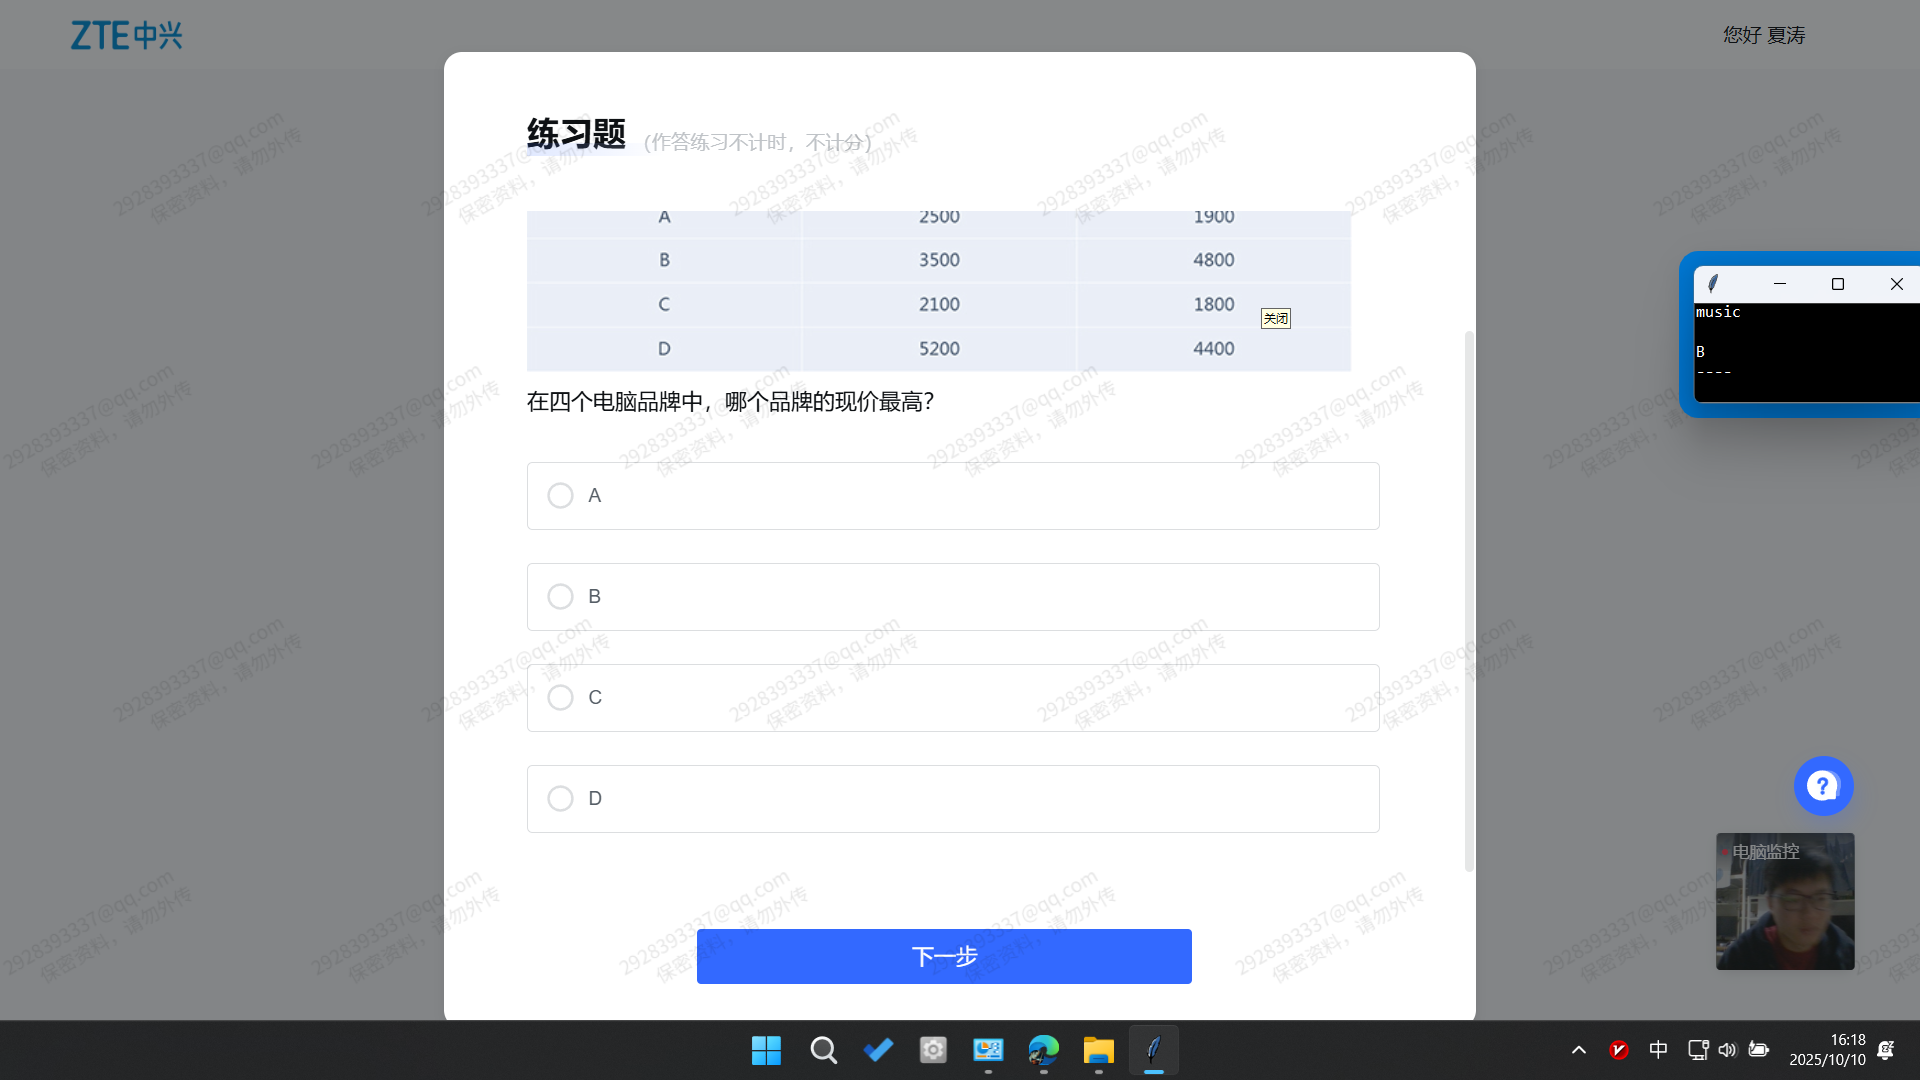 ZTE中兴
您好 夏涛
练习题 (作答练习不计时，不计分)
A 2500 1900
B 3500 4800
C 2100 1800
D 5200 4400
关闭
在四个电脑品牌中，哪个品牌的现价最高?
A
B
C
D
下一步
music
B
----
电脑监控
2928393337@qq.com
保密资料，请勿外传
中
16:18
2025/10/10